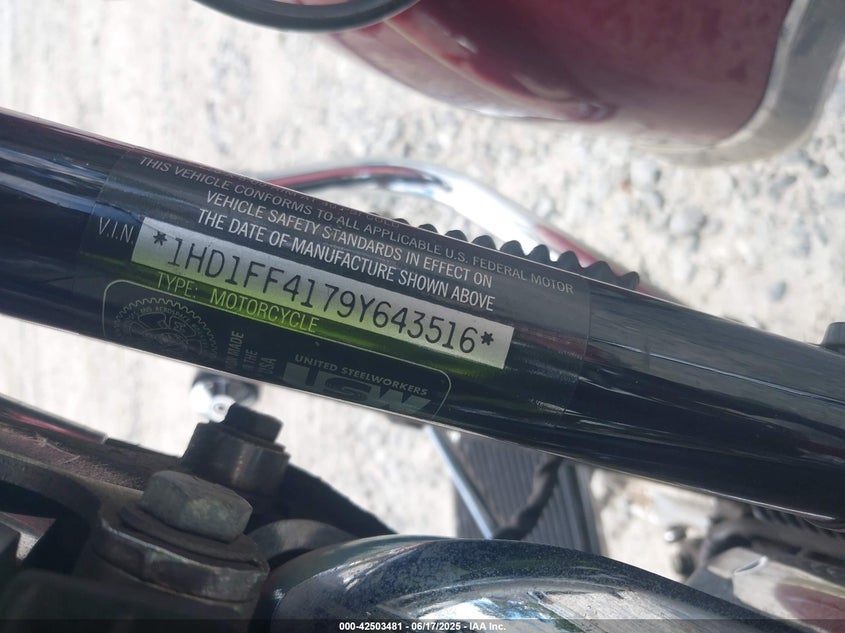 THIS VEHICLE CONFORMS TO ALL APPLICABLE U.S. FEDERAL MOTOR
VEHICLE SAFETY STANDARDS IN EFFECT ON
THE DATE OF MANUFACTURE SHOWN ABOVE
V.I.N. *1HD1FF4179Y643516*
TYPE: MOTORCYCLE
MADE
IN THE
USA
UNITED STEELWORKERS
USW
000-42503481 - 06/17/2025 - IAA, Inc.